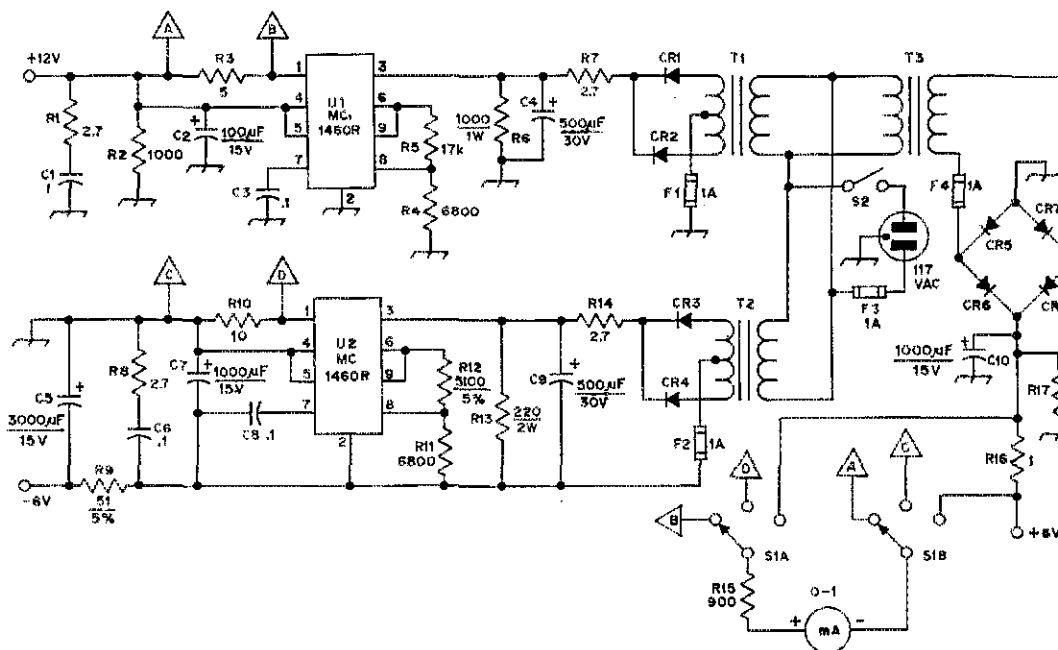 A
B
+12V
R3
5
1
3
R7
2.7
CR1
T1
T3
R1
2.7
C1
.1
R2
1000
C2
100µF
15V
4
5
7
U1
MC
1460R
6
9
8
2
C3
.1
R5
17k
R4
6800
1000
1W
R6
C4
500µF
30V
CR2
F1
1A
S2
117
VAC
F3
1A
F4
1A
CR5
CR7
CR6
CR
C
D
R10
10
1
3
R14
2.7
CR3
T2
C5
3000µF
15V
R8
2.7
C6
.1
C7
1000µF
15V
C8 .1
4
5
7
U2
MC
1460R
6
9
8
2
R12
5100
5%
R11
6800
R13
220
2W
C9
500µF
30V
CR4
F2
1A
1000µF
15V
C10
R17
R16
1
-6V
R9
51
5%
B
D
A
C
S1A
S1B
R15
900
0-1
+
mA
-